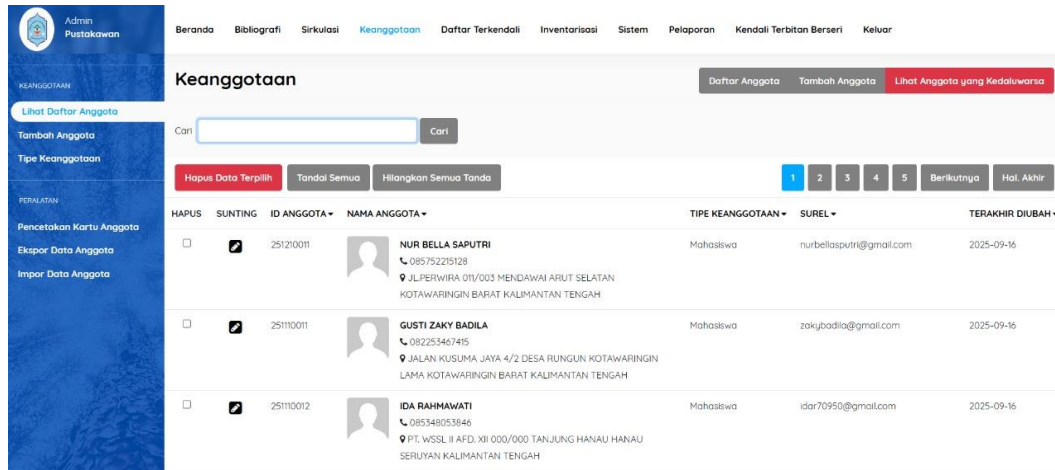 Admin
Pustakawan
Beranda Bibliografi Sirkulasi Keanggotaan Daftar Terkendali Inventarisasi Sistem Pelaporan Kendali Terbitan Berseri Keluar
KEANGGOTAAN
Lihat Daftar Anggota
Tambah Anggota
Tipe Keanggotaan
PERALATAN
Pencetakan Kartu Anggota
Ekspor Data Anggota
Impor Data Anggota
Keanggotaan
Daftar Anggota Tambah Anggota Lihat Anggota yang Kedaluwarsa
Cari Cari
Hapus Data Terpilih Tandai Semua Hilangkan Semua Tanda 1 2 3 4 5 Berikutnya Hal. Akhir
HAPUS SUNTING ID ANGGOTA NAMA ANGGOTA TIPE KEANGGOTAAN SUREL TERAKHIR DIUBAH
251210011 NUR BELLA SAPUTRI Mahasiswa nurbellasputri@gmail.com 2025-09-16
085752215128
JL.PERWIRA 011/003 MENDAWAI ARUT SELATAN
KOTAWARINGIN BARAT KALIMANTAN TENGAH
251110011 GUSTI ZAKY BADILA Mahasiswa zakybadila@gmail.com 2025-09-16
082253467415
JALAN KUSUMA JAYA 4/2 DESA RUNGUN KOTAWARINGIN
LAMA KOTAWARINGIN BARAT KALIMANTAN TENGAH
251110012 IDA RAHMAWATI Mahasiswa idar70950@gmail.com 2025-09-16
085348053846
PT. WSSL II AFD. XII 000/000 TANJUNG HANAU HANAU
SERUYAN KALIMANTAN TENGAH